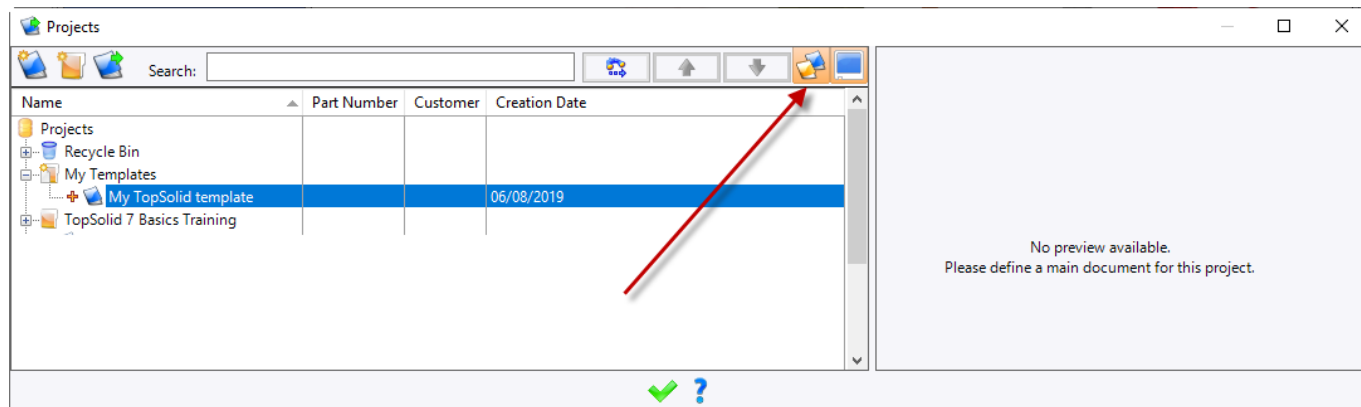 Projects
Search:
Name Part Number Customer Creation Date
Projects
Recycle Bin
My Templates
My TopSolid template 06/08/2019
TopSolid 7 Basics Training
No preview available.
Please define a main document for this project.